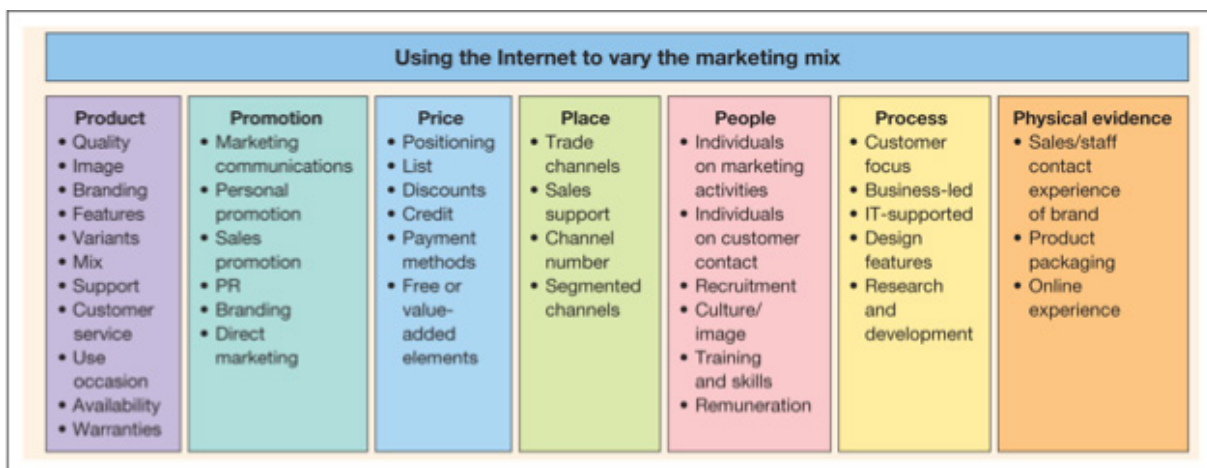 Using the Internet to vary the marketing mix
Product
• Quality
• Image
• Branding
• Features
• Variants
• Mix
• Support
• Customer
service
• Use
occasion
• Availability
• Warranties
Promotion
• Marketing
communications
• Personal
promotion
• Sales
promotion
• PR
• Branding
• Direct
marketing
Price
• Positioning
• List
• Discounts
• Credit
• Payment
methods
• Free or
value-
added
elements
Place
• Trade
channels
• Sales
support
• Channel
number
• Segmented
channels
People
• Individuals
on marketing
activities
• Individuals
on customer
contact
• Recruitment
• Culture/
image
• Training
and skills
• Remuneration
Process
• Customer
focus
• Business-led
• IT-supported
• Design
features
• Research
and
development
Physical evidence
• Sales/staff
contact
experience
of brand
• Product
packaging
• Online
experience